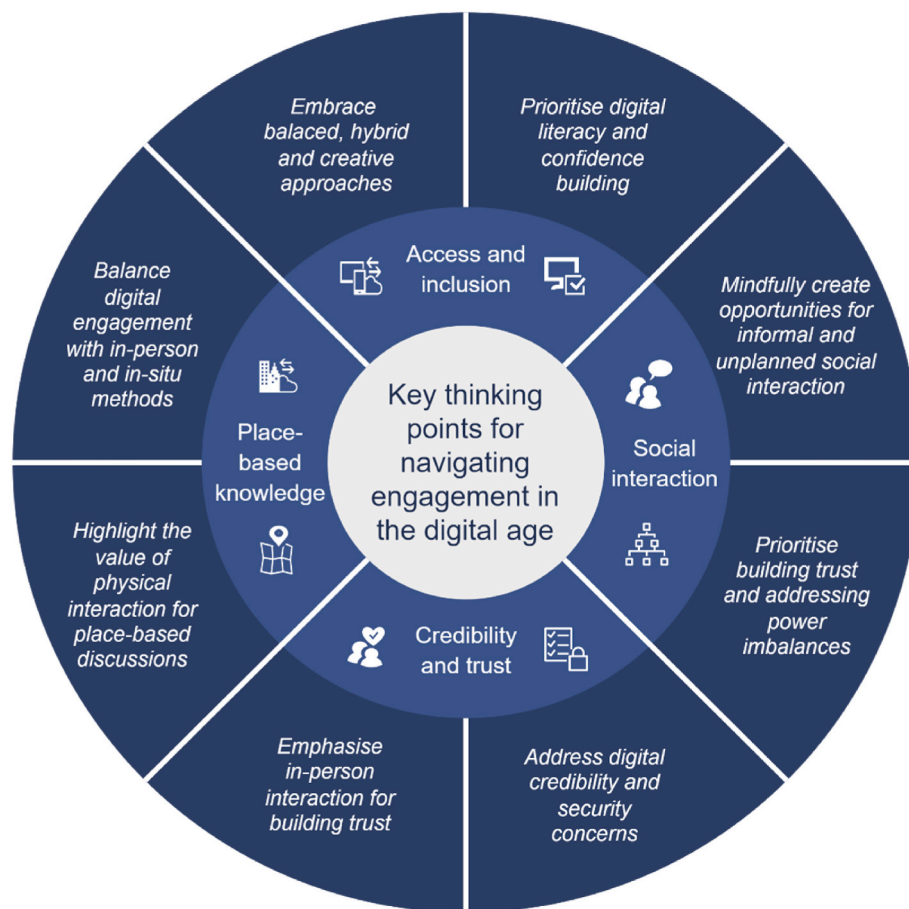 Embrace
balaced, hybrid
and creative
approaches
Prioritise digital
literacy and
confidence
building
Mindfully create
opportunities for
informal and
unplanned social
interaction
Prioritise
building trust
and addressing
power
imbalances
Address digital
credibility and
security
concerns
Emphasise
in-person
interaction for
building trust
Highlight the
value of
physical
interaction for
place-based
discussions
Balance
digital
engagement
with in-person
and in-situ
methods
Access and
inclusion
Social
interaction
Credibility
and trust
Place-
based
knowledge
Key thinking
points for
navigating
engagement in
the digital age